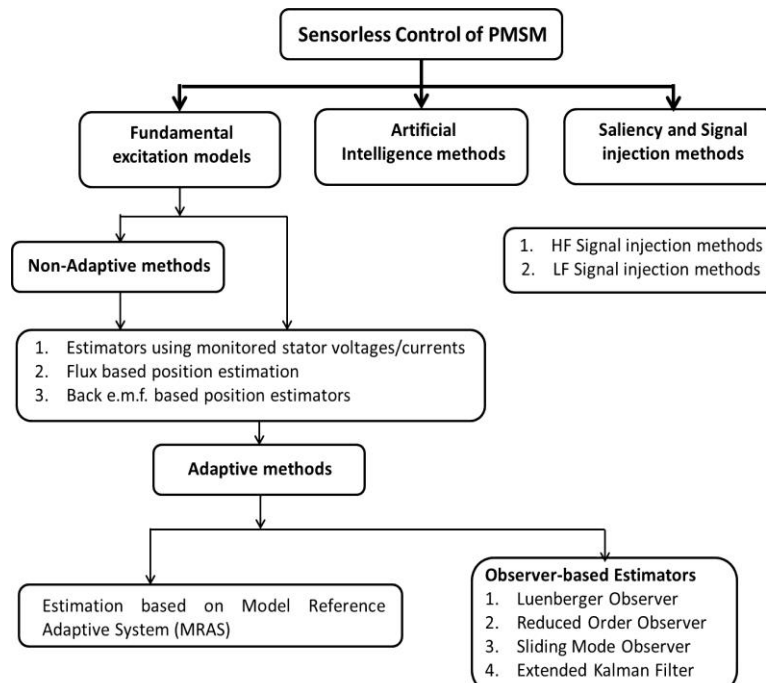 Sensorless Control of PMSM
Fundamental
excitation models
Artificial
Intelligence methods
Saliency and Signal
injection methods
1. HF Signal injection methods
2. LF Signal injection methods
Non-Adaptive methods
1. Estimators using monitored stator voltages/currents
2. Flux based position estimation
3. Back e.m.f. based position estimators
Adaptive methods
Estimation based on Model Reference
Adaptive System (MRAS)
Observer-based Estimators
1. Luenberger Observer
2. Reduced Order Observer
3. Sliding Mode Observer
4. Extended Kalman Filter